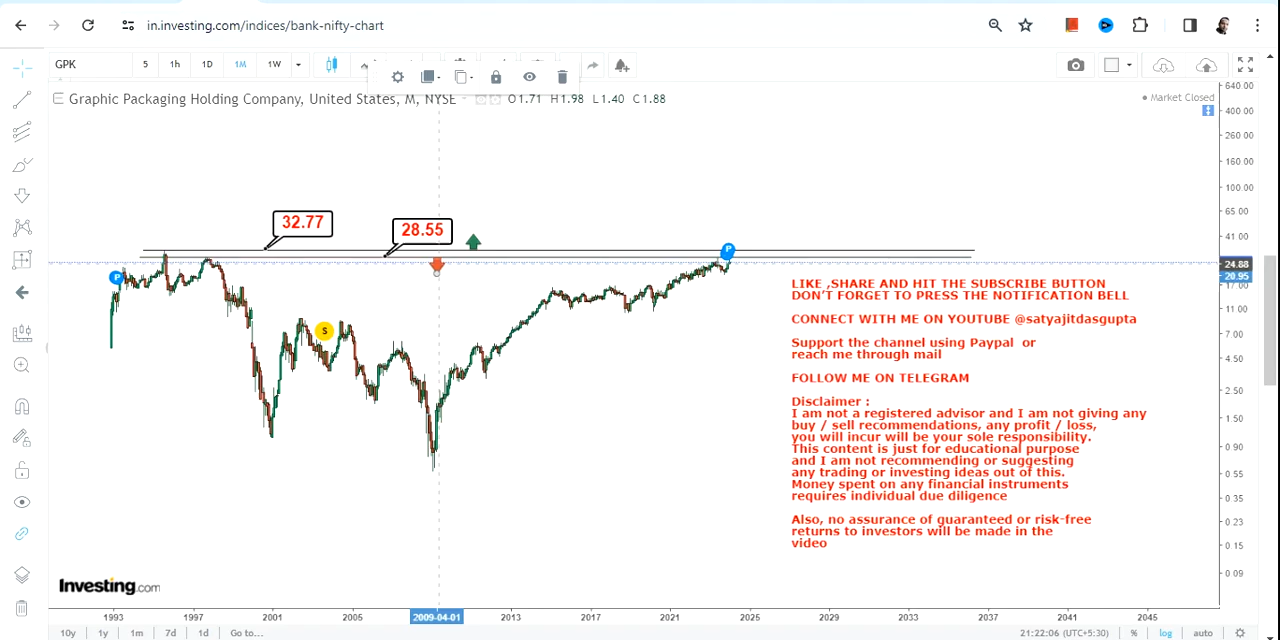 in.investing.com/indices/bank-nifty-chart
GPK 5 1h 1D 1M 1W
Graphic Packaging Holding Company, United States, M, NYSE O1.71 H1.98 L1.40 C1.88
Market Closed
640.00
400.00
260.00
160.00
100.00
65.00
41.00
24.88
20.95
17.00
11.00
7.00
4.50
2.50
1.50
0.90
0.55
0.35
0.23
0.15
0.09
32.77
28.55
P
P
S
LIKE ,SHARE AND HIT THE SUBSCRIBE BUTTON
DON'T FORGET TO PRESS THE NOTIFICATION BELL
CONNECT WITH ME ON YOUTUBE @satyajitdasgupta
Support the channel using Paypal or
reach me through mail
FOLLOW ME ON TELEGRAM
Disclaimer :
I am not a registered advisor and I am not giving any
buy / sell recommendations, any profit / loss,
you will incur will be your sole responsibility.
This content is just for educational purpose
and I am not recommending or suggesting
any trading or investing ideas out of this.
Money spent on any financial instruments
requires individual due diligence
Also, no assurance of guaranteed or risk-free
returns to investors will be made in the
video
Investing.com
1993 1997 2001 2005 2009-04-01 2013 2017 2021 2025 2029 2033 2037 2041 2045
10y 1y 1m 7d 1d Go to... 21:22:06 (UTC+5:30) % log auto